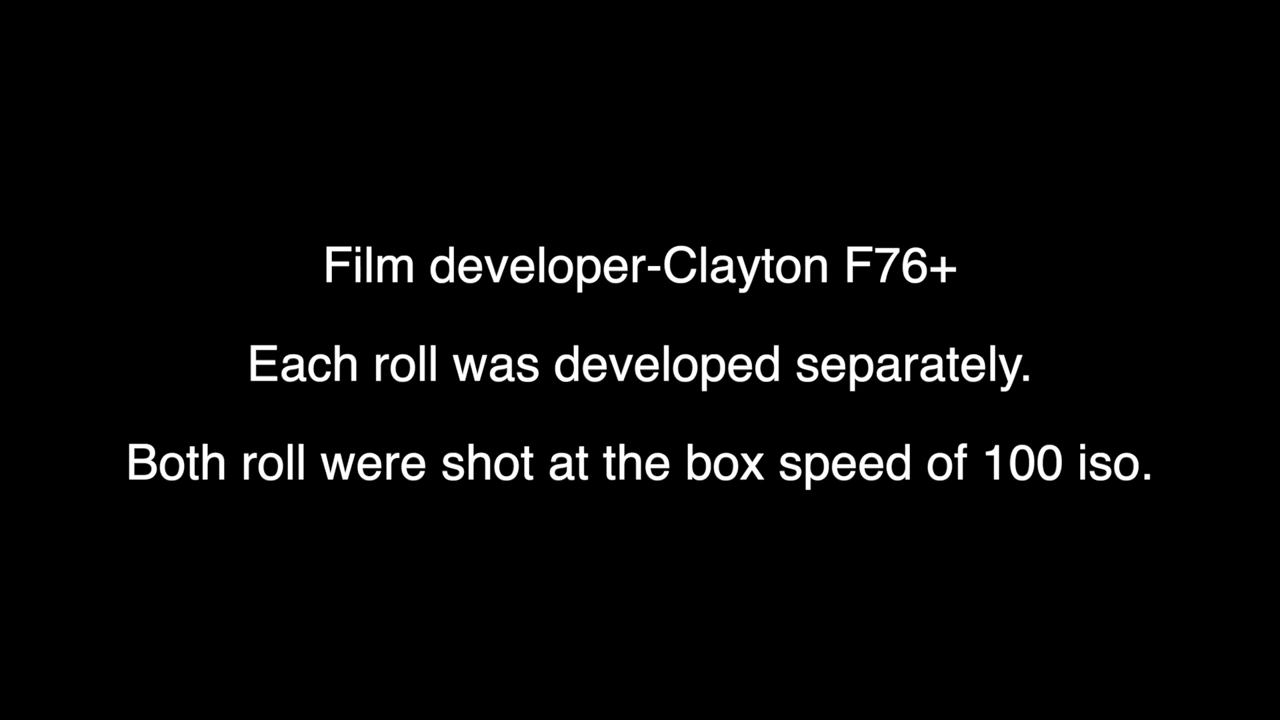 Film developer-Clayton F76+
Each roll was developed separately.
Both roll were shot at the box speed of 100 iso.